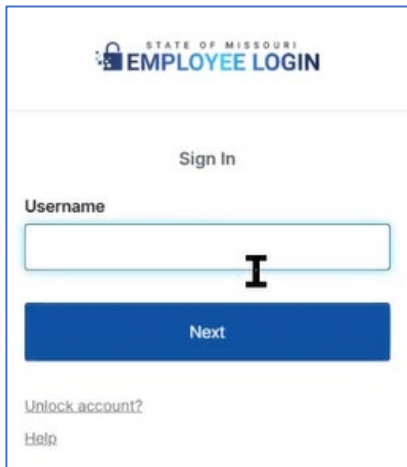 STATE OF MISSOURI
EMPLOYEE LOGIN
Sign In
Username
Next
Unlock account?
Help